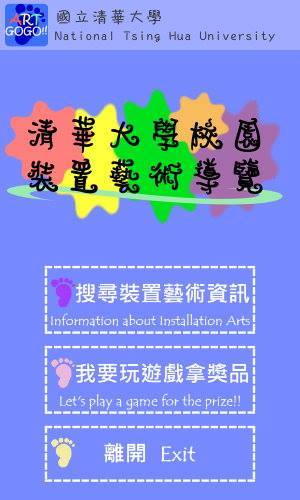 ART
GOGO!!
國立清華大學
National Tsing Hua University
清華大學校園
裝置藝術導覽
搜尋裝置藝術資訊
Information about Installation Arts
我要玩遊戲拿獎品
Let's play a game for the prize!!
離開 Exit